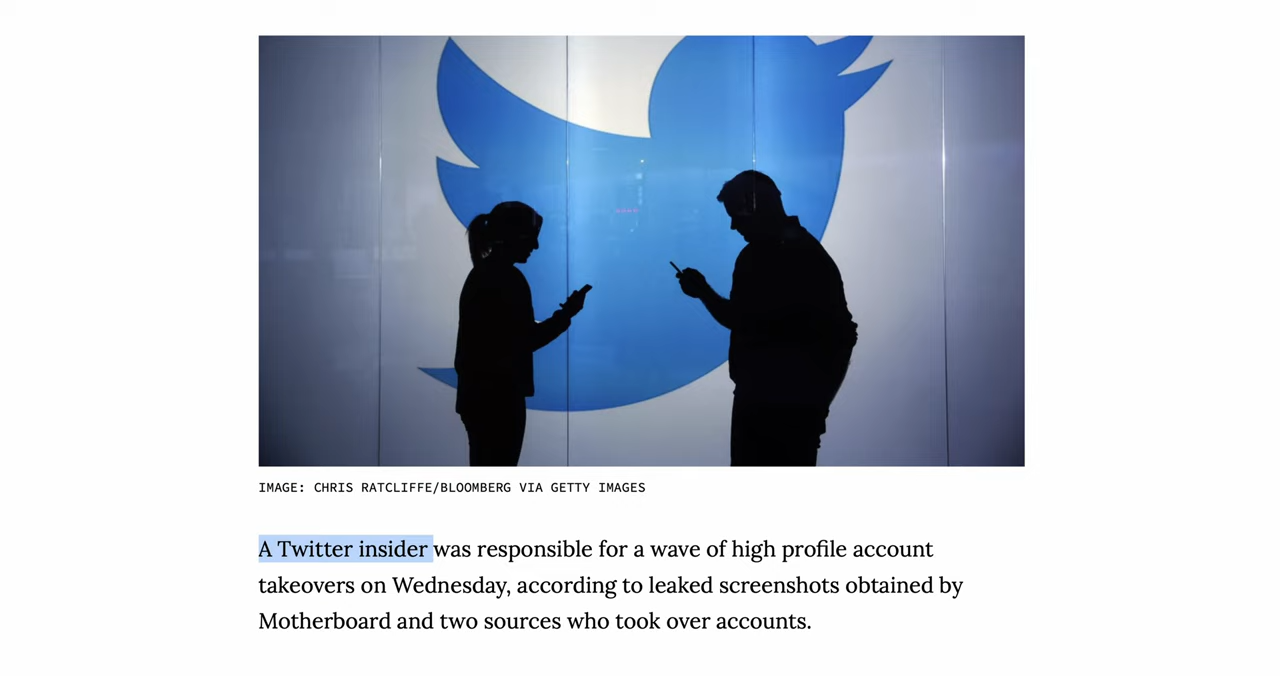 IMAGE: CHRIS RATCLIFFE/BLOOMBERG VIA GETTY IMAGES
A Twitter insider was responsible for a wave of high profile account
takeovers on Wednesday, according to leaked screenshots obtained by
Motherboard and two sources who took over accounts.